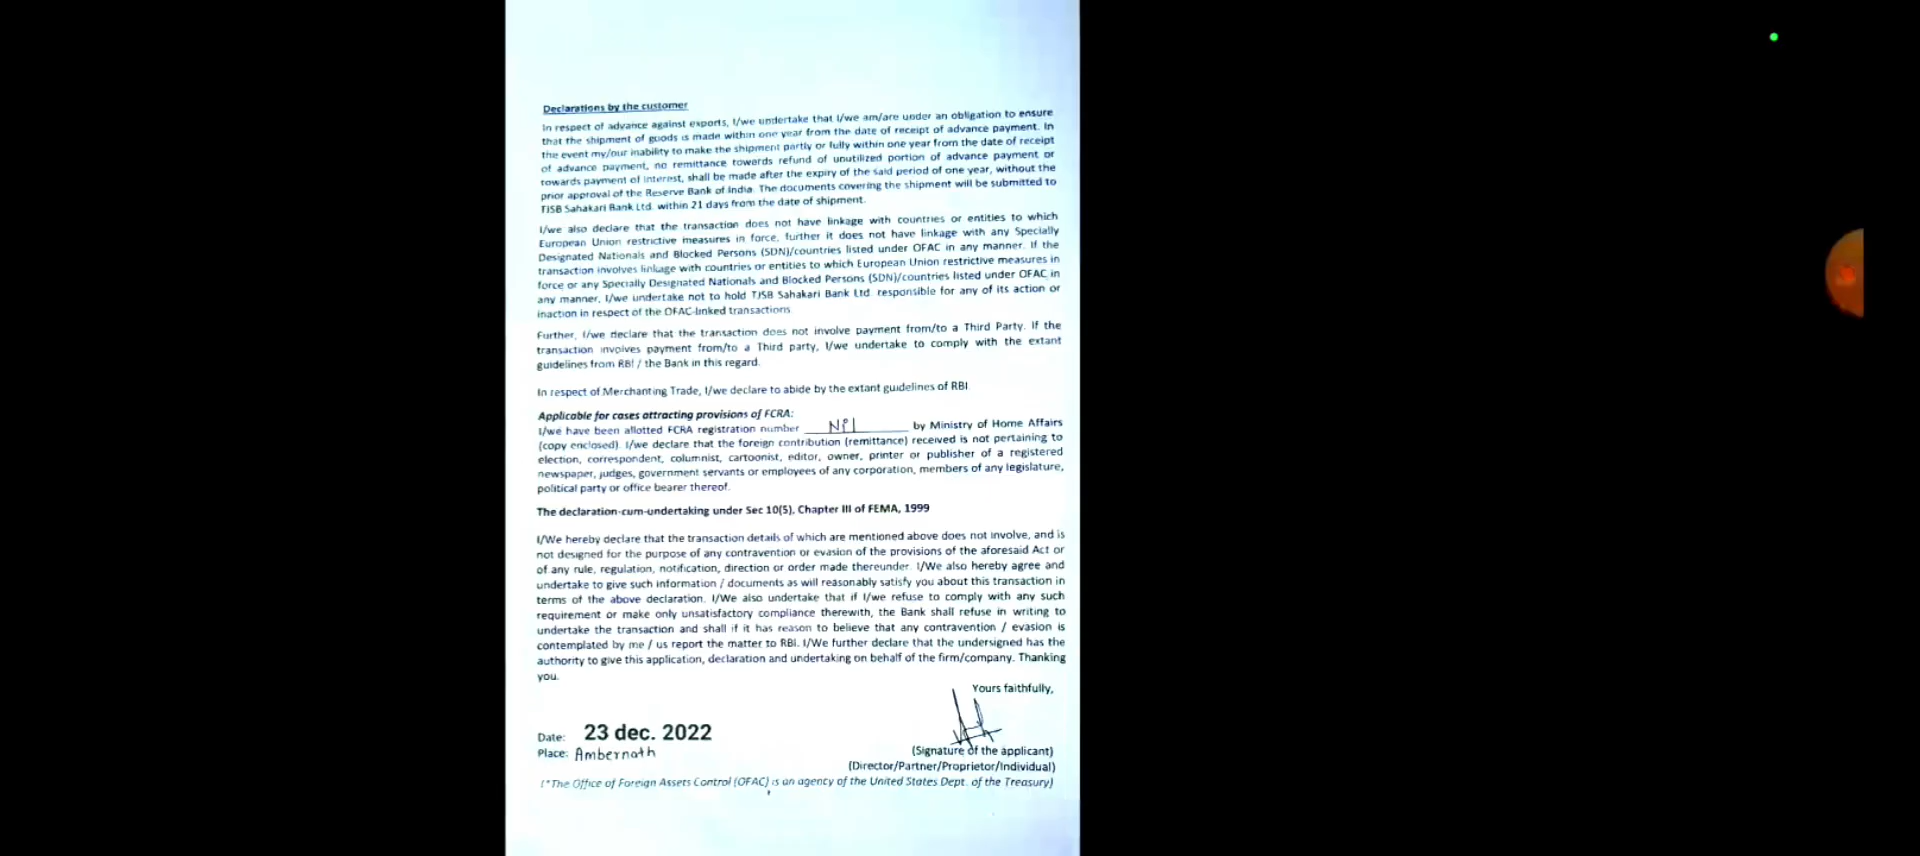 Declarations by the customer
In respect of advance against exports, I/we undertake that I/we am/are under an obligation to ensure
that the shipment of goods is made within one year from the date of receipt of advance payment. In
the event my/our inability to make the shipment partly or fully within one year from the date of receipt
of advance payment, no remittance towards refund of unutilized portion of advance payment or
towards payment of interest, shall be made after the expiry of the said period of one year, without the
prior approval of the Reserve Bank of India. The documents covering the shipment will be submitted to
TJSB Sahakari Bank Ltd. within 21 days from the date of shipment.
I/we also declare that the transaction does not have linkage with countries or entities to which
European Union restrictive measures in force, further it does not have linkage with any Specially
Designated Nationals and Blocked Persons (SDN)/countries listed under OFAC in any manner. If the
transaction involves linkage with countries or entities to which European Union restrictive measures in
force or any Specially Designated Nationals and Blocked Persons (SDN)/countries listed under OFAC in
any manner, I/we undertake not to hold TJSB Sahakari Bank Ltd. responsible for any of its action or
inaction in respect of the OFAC-linked transactions
Further, I/we declare that the transaction does not involve payment from/to a Third Party. If the
transaction involves payment from/to a Third party, I/we undertake to comply with the extant
guidelines from RBI / the Bank in this regard.
In respect of Merchanting Trade, I/we declare to abide by the extant guidelines of RBI
Applicable for cases attracting provisions of FCRA:
I/we have been allotted FCRA registration number Nil by Ministry of Home Affairs
(copy enclosed). I/we declare that the foreign contribution (remittance) received is not pertaining to
election, correspondent, columnist, cartoonist, editor, owner, printer or publisher of a registered
newspaper, judges, government servants or employees of any corporation, members of any legislature,
political party or office bearer thereof.
The declaration-cum-undertaking under Sec 10(5), Chapter III of FEMA, 1999
I/We hereby declare that the transaction details of which are mentioned above does not involve, and is
not designed for the purpose of any contravention or evasion of the provisions of the aforesaid Act or
of any rule, regulation, notification, direction or order made thereunder. I/We also hereby agree and
undertake to give such information / documents as will reasonably satisfy you about this transaction in
terms of the above declaration. I/We also undertake that if I/we refuse to comply with any such
requirement or make only unsatisfactory compliance therewith, the Bank shall refuse in writing to
undertake the transaction and shall if it has reason to believe that any contravention / evasion is
contemplated by me / us report the matter to RBI. I/We further declare that the undersigned has the
authority to give this application, declaration and undertaking on behalf of the firm/company. Thanking
you.
Yours faithfully,
Date: 23 dec. 2022
Place: Ambernath
(Signature of the applicant)
(Director/Partner/Proprietor/Individual)
(*The Office of Foreign Assets Control (OFAC) is an agency of the United States Dept. of the Treasury)